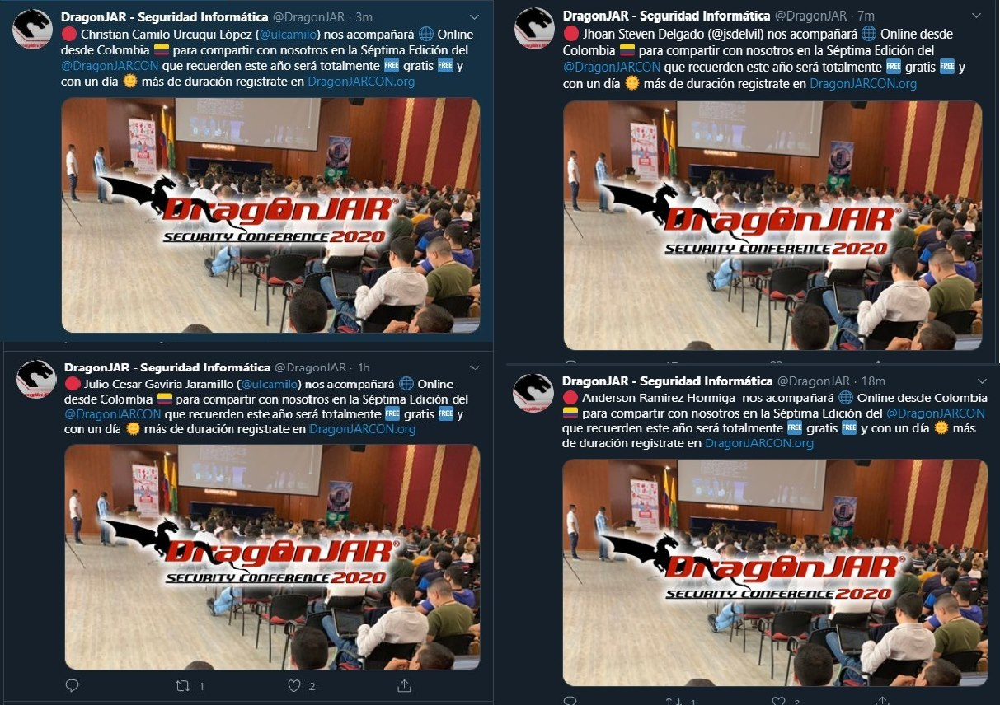 DragonJAR - Seguridad Informática @DragonJAR · 3m
🔴 Christian Camilo Urcuqui López (@ulcamilo) nos acompañará 🌐 Online
desde Colombia 🇨🇴 para compartir con nosotros en la Séptima Edición del
@DragonJARCON que recuerden este año será totalmente 🆓 gratis 🆓 y
con un día 🌞 más de duración registrate en DragonJARCON.org
DragonJAR®
SECURITY CONFERENCE 2020
DragonJAR - Seguridad Informática @DragonJAR · 7m
🔴 Jhoan Steven Delgado (@jsdelvil) nos acompañará 🌐 Online desde
Colombia 🇨🇴 para compartir con nosotros en la Séptima Edición del
@DragonJARCON que recuerden este año será totalmente 🆓 gratis 🆓 y
con un día 🌞 más de duración registrate en DragonJARCON.org
DragonJAR®
SECURITY CONFERENCE 2020
DragonJAR - Seguridad Informática @DragonJAR · 1h
🔴 Julio Cesar Gaviria Jaramillo (@ulcamilo) nos acompañará 🌐 Online
desde Colombia 🇨🇴 para compartir con nosotros en la Séptima Edición del
@DragonJARCON que recuerden este año será totalmente 🆓 gratis 🆓 y
con un día 🌞 más de duración registrate en DragonJARCON.org
DragonJAR®
SECURITY CONFERENCE 2020
1 2
DragonJAR - Seguridad Informática @DragonJAR · 18m
🔴 Anderson Ramirez Hormiga nos acompañará 🌐 Online desde Colombia
🇨🇴 para compartir con nosotros en la Séptima Edición del @DragonJARCON
que recuerden este año será totalmente 🆓 gratis 🆓 y con un día 🌞 más
de duración registrate en DragonJARCON.org
DragonJAR®
SECURITY CONFERENCE 2020
1 2